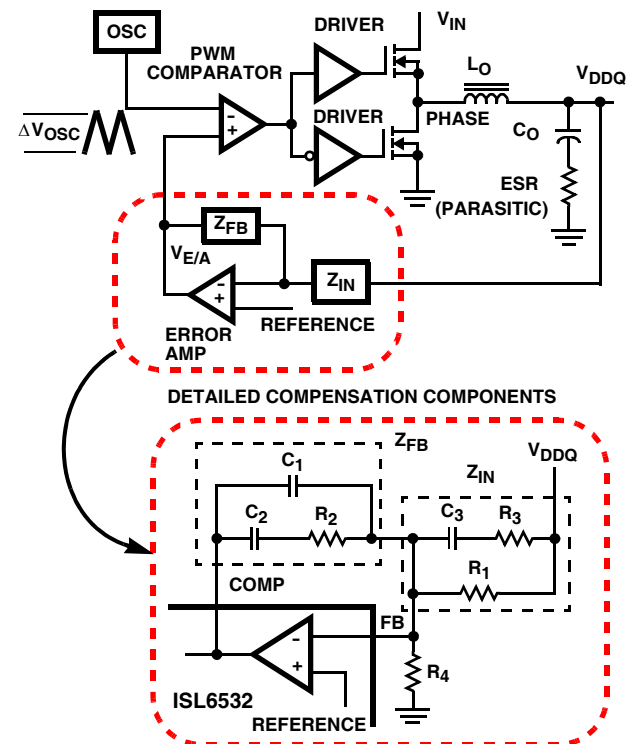 OSC
PWM
COMPARATOR
DRIVER
V_IN
L_O
V_DDQ
ΔV_OSC
-
+
DRIVER
PHASE
C_O
ESR
(PARASITIC)
Z_FB
V_E/A
-
+
Z_IN
REFERENCE
ERROR
AMP
DETAILED COMPENSATION COMPONENTS
Z_FB
V_DDQ
C_1
Z_IN
C_2
R_2
C_3
R_3
R_1
COMP
FB
-
+
R_4
ISL6532
REFERENCE